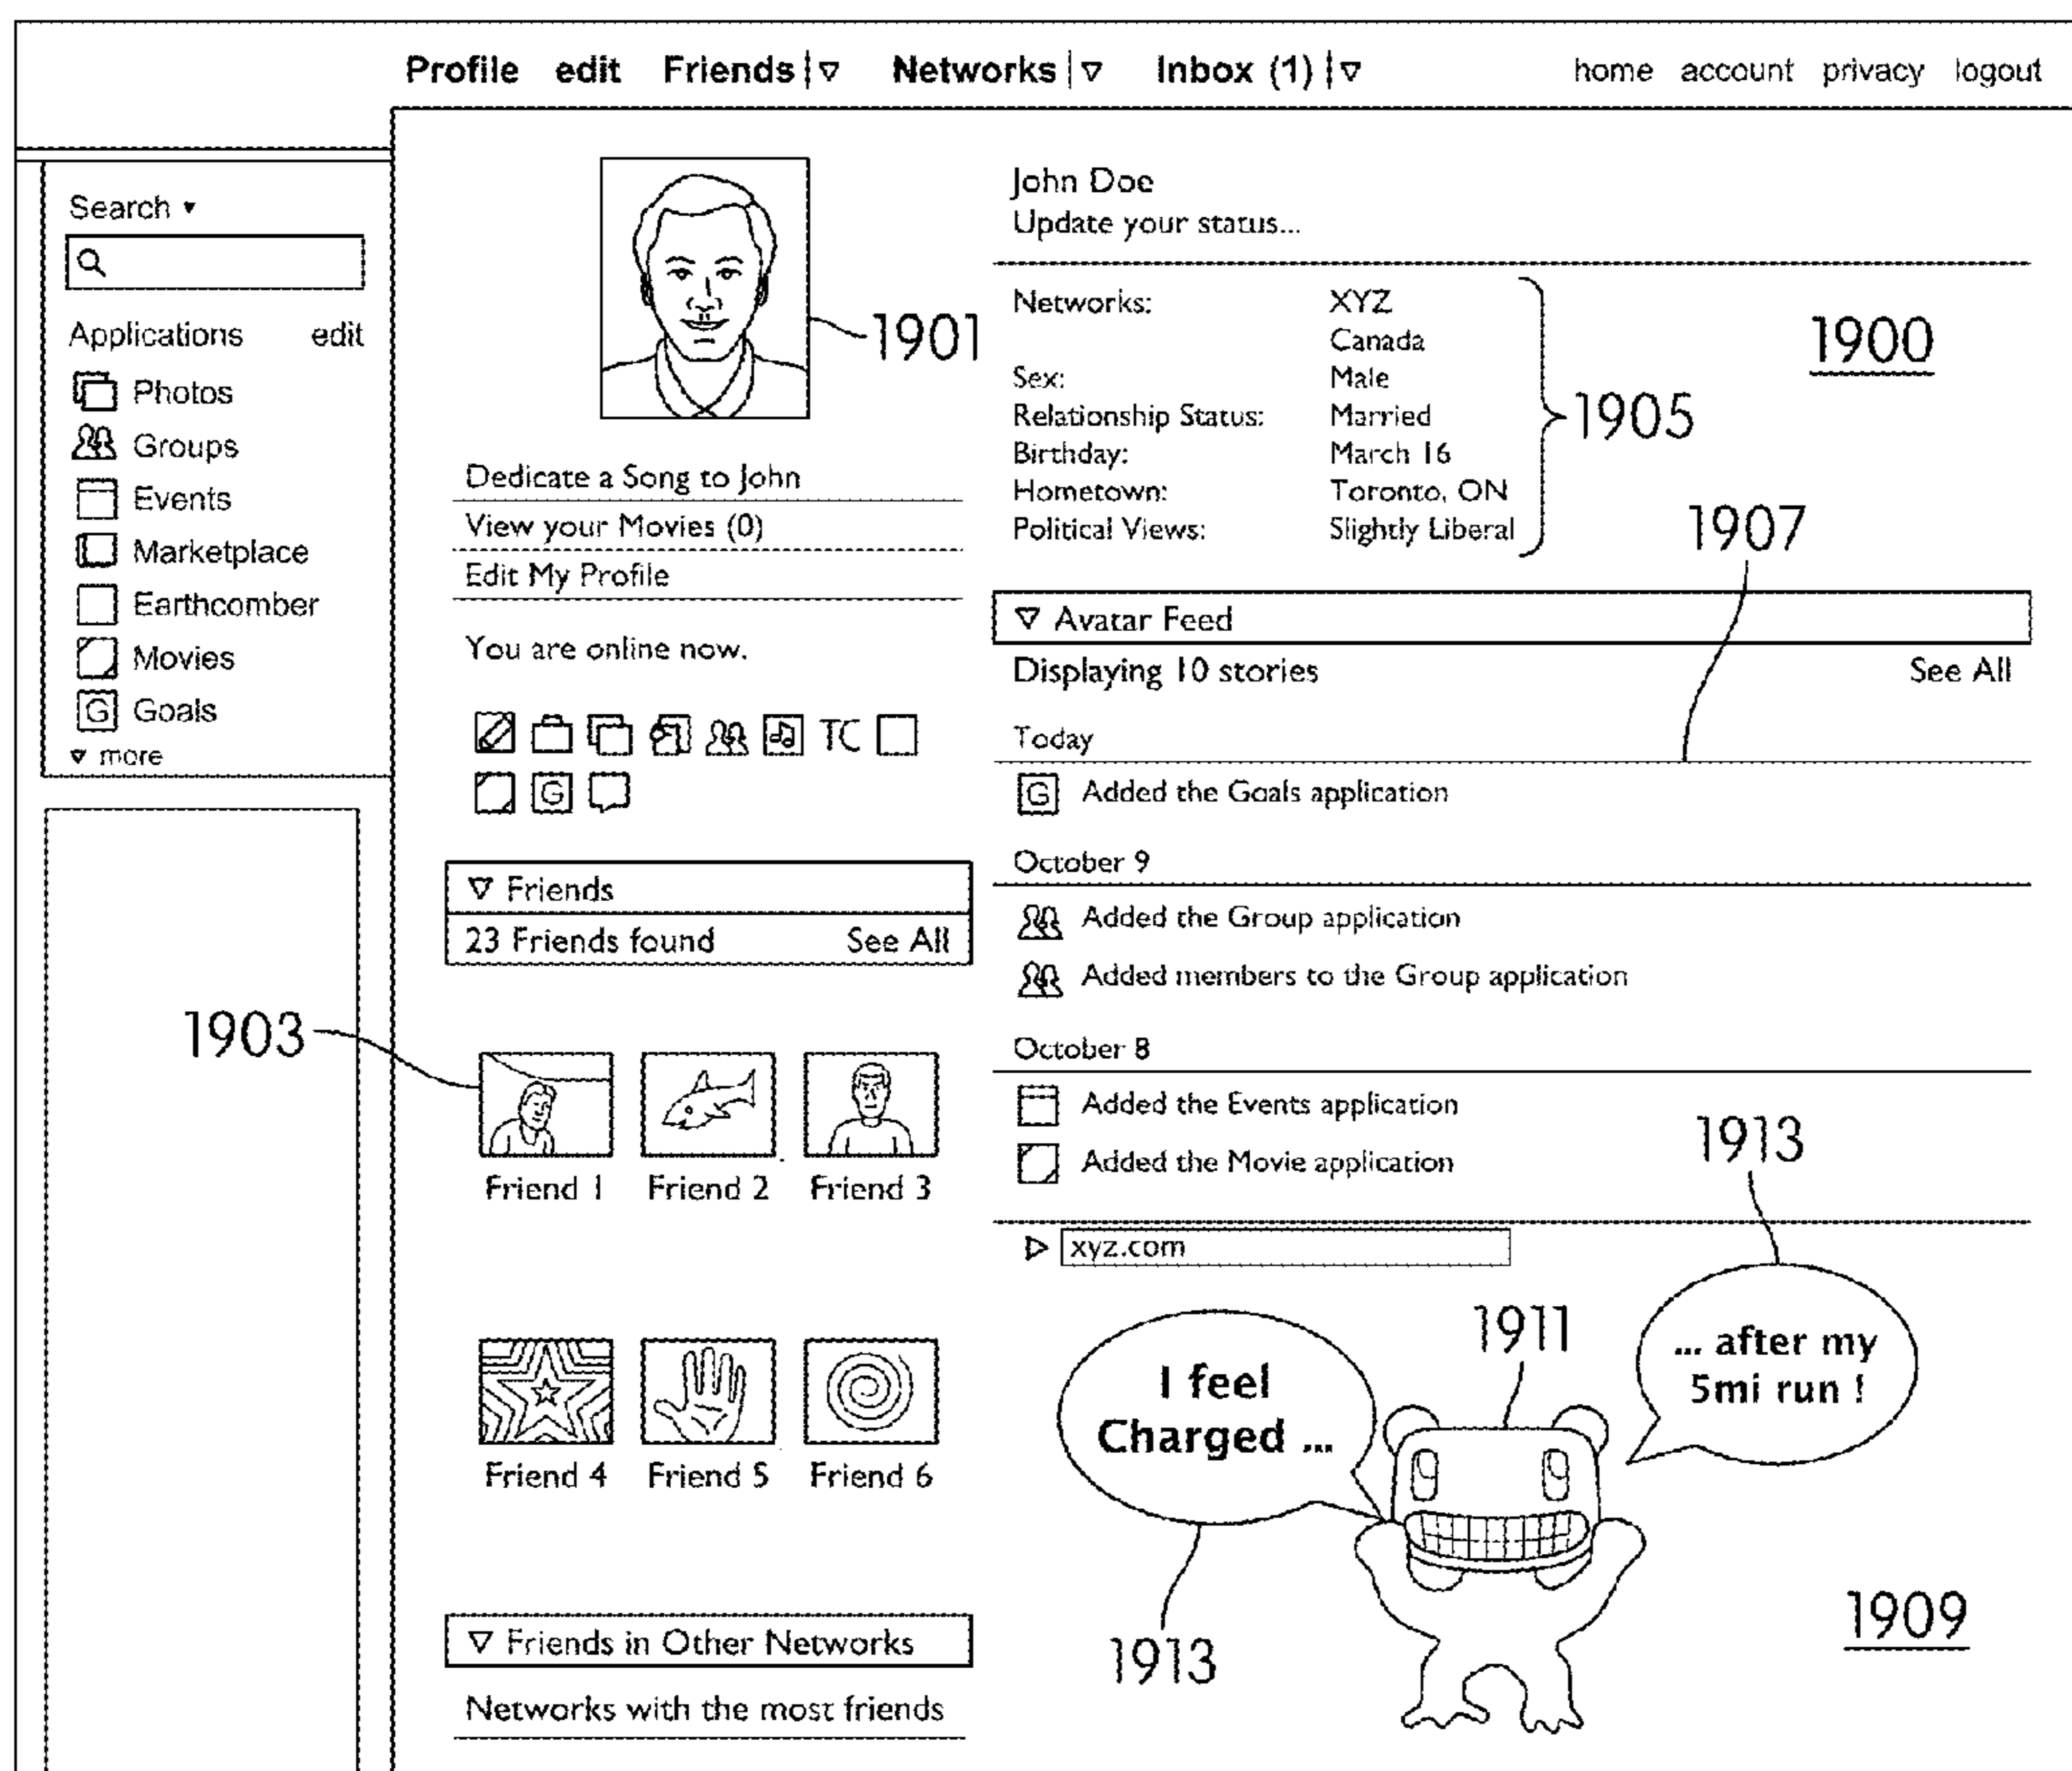 Profile edit Friends Networks Inbox (1) home account privacy logout
Search
Applications edit
Photos
Groups
Events
Marketplace
Earthcomber
Movies
G Goals
more
1901
Dedicate a Song to John
View your Movies (0)
Edit My Profile
You are online now.
TC
G
Friends
23 Friends found See All
1903
Friend 1 Friend 2 Friend 3
Friend 4 Friend 5 Friend 6
Friends in Other Networks
Networks with the most friends
John Doe
Update your status...
Networks: XYZ
Canada
Sex: Male
Relationship Status: Married
Birthday: March 16
Hometown: Toronto, ON
Political Views: Slightly Liberal
1900
1905
1907
Avatar Feed
Displaying 10 stories See All
Today
G Added the Goals application
October 9
Added the Group application
Added members to the Group application
October 8
Added the Events application
Added the Movie application
1913
xyz.com
1911
I feel
Charged ...
... after my
5mi run !
1913
1909